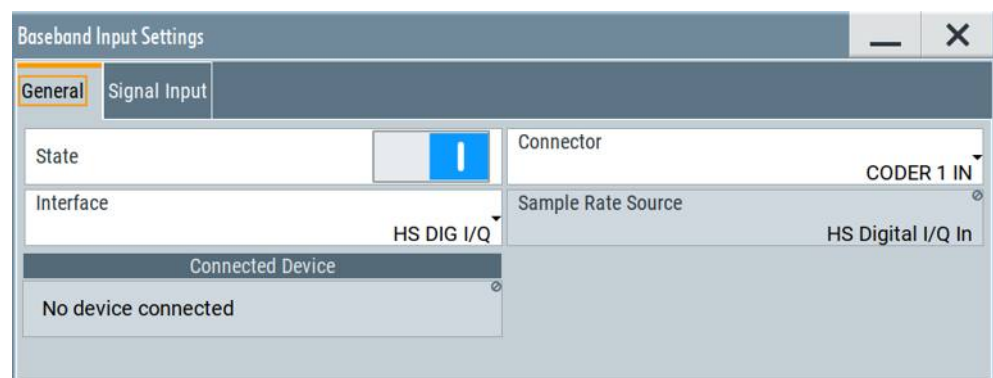 Baseband Input Settings
General
Signal Input
State
Connector
CODER 1 IN
Interface
HS DIG I/Q
Sample Rate Source
HS Digital I/Q In
Connected Device
No device connected